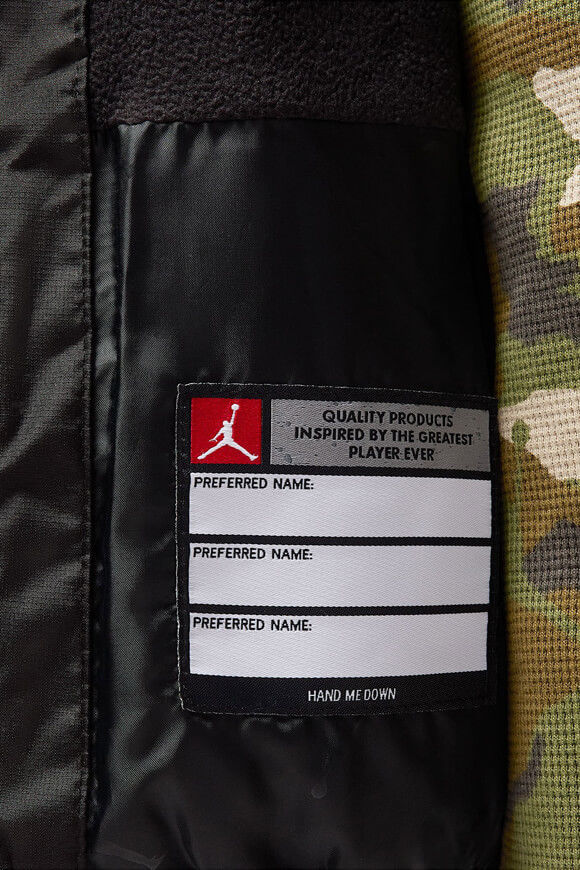 QUALITY PRODUCTS
INSPIRED BY THE GREATEST
PLAYER EVER
PREFERRED NAME:
PREFERRED NAME:
PREFERRED NAME:
HAND ME DOWN